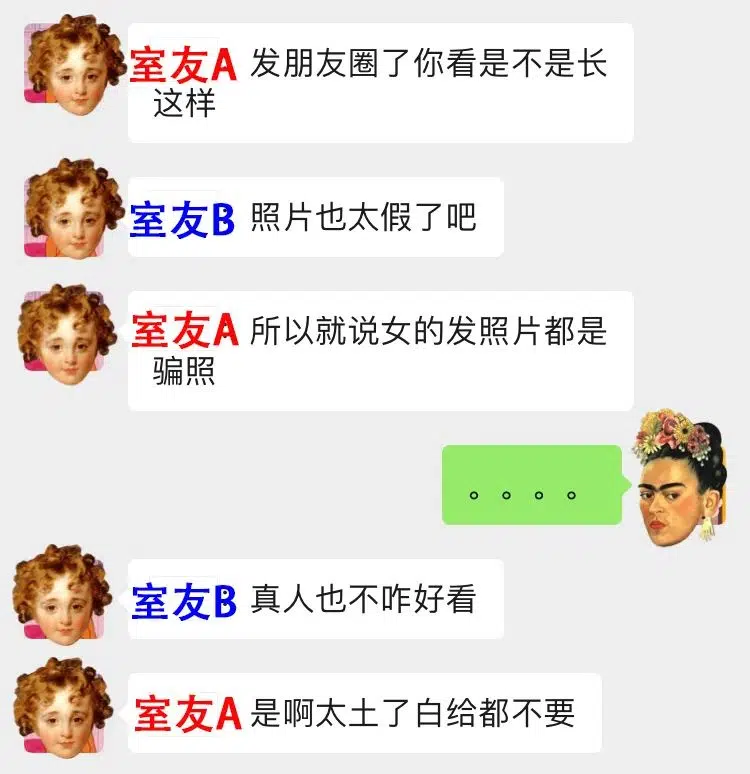 室友A 发朋友圈了你看是不是长
这样
室友B 照片也太假了吧
室友A 所以就说女的发照片都是
骗照
。。。。
室友B 真人也不咋好看
室友A 是啊太土了白给都不要